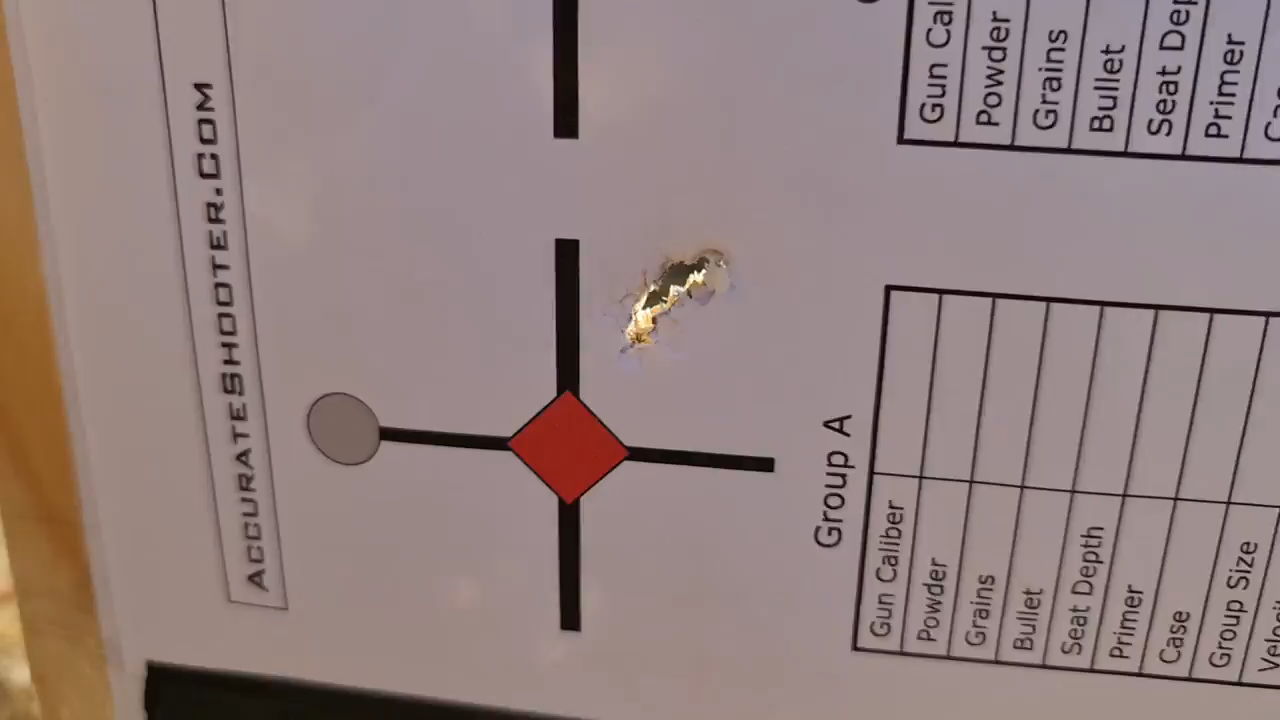 ACCURATESHOOTER.COM
Group A
Gun Caliber
Powder
Grains
Bullet
Seat Depth
Primer
Case
Group Size
Gun Cal
Powder
Grains
Bullet
Seat Dep
Primer